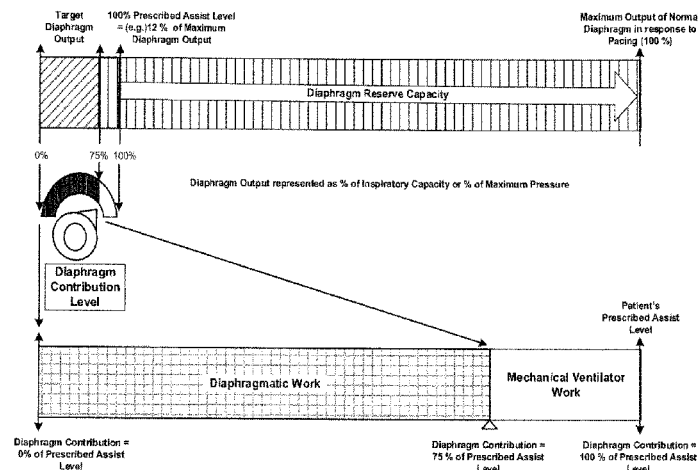 Target
Diaphragm
Output
100% Prescribed Assist Level
= (e.g.)12 % of Maximum
Diaphragm Output
Maximum Output of Norma
Diaphragm in response to
Pacing (100 %)
Diaphragm Reserve Capacity
0%
75%
100%
Diaphragm Output represented as % of Inspiratory Capacity or % of Maximum Pressure
Diaphragm
Contribution
Level
Patient's
Prescribed Assist
Level
Diaphragmatic Work
Mechanical Ventilator
Work
Diaphragm Contribution =
0% of Prescribed Assist
Level
Diaphragm Contribution =
75 % of Prescribed Assist
Level
Diaphragm Contribution =
100 % of Prescribed Assist
Level